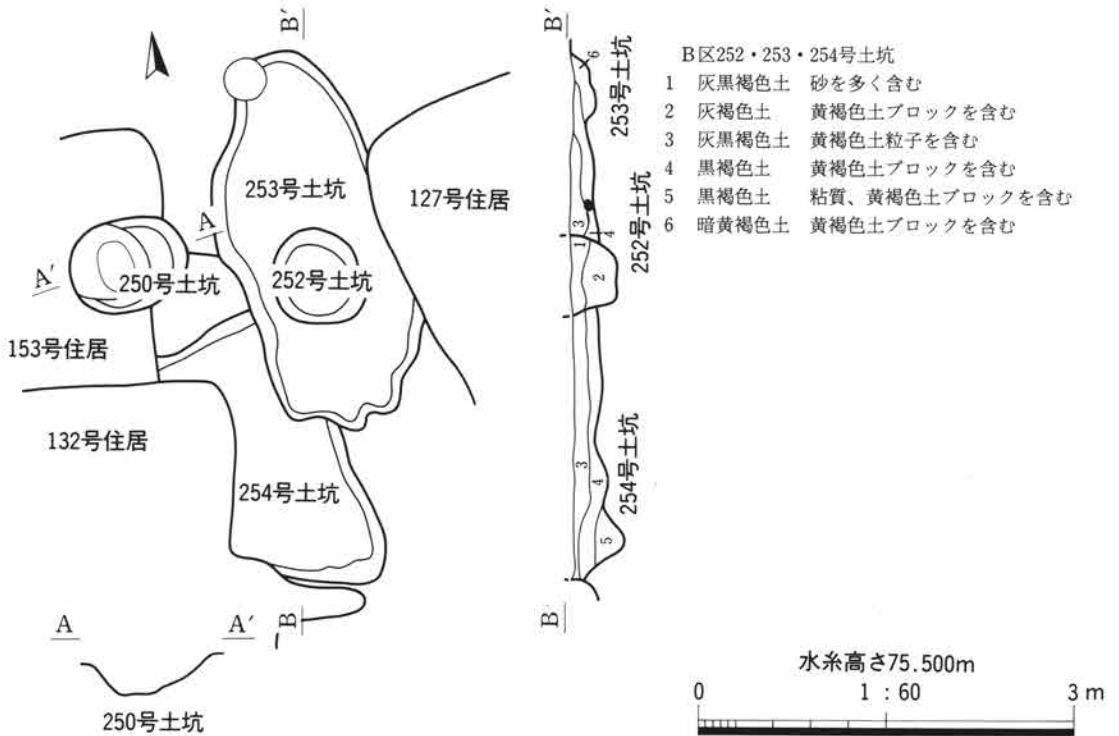 B′
253号土坑
127号住居
A
252号土坑
A′
250号土坑
153号住居
132号住居
254号土坑
B
A
A′
250号土坑
B′
6
253号土坑
3
1
4
252号土坑
2
3
4
254号土坑
5
B
B区252・253・254号土坑
1 灰黒褐色土 砂を多く含む
2 灰褐色土 黄褐色土ブロックを含む
3 灰黒褐色土 黄褐色土粒子を含む
4 黒褐色土 黄褐色土ブロックを含む
5 黒褐色土 粘質、黄褐色土ブロックを含む
6 暗黄褐色土 黄褐色土ブロックを含む
水糸高さ75.500m
0 1:60 3m